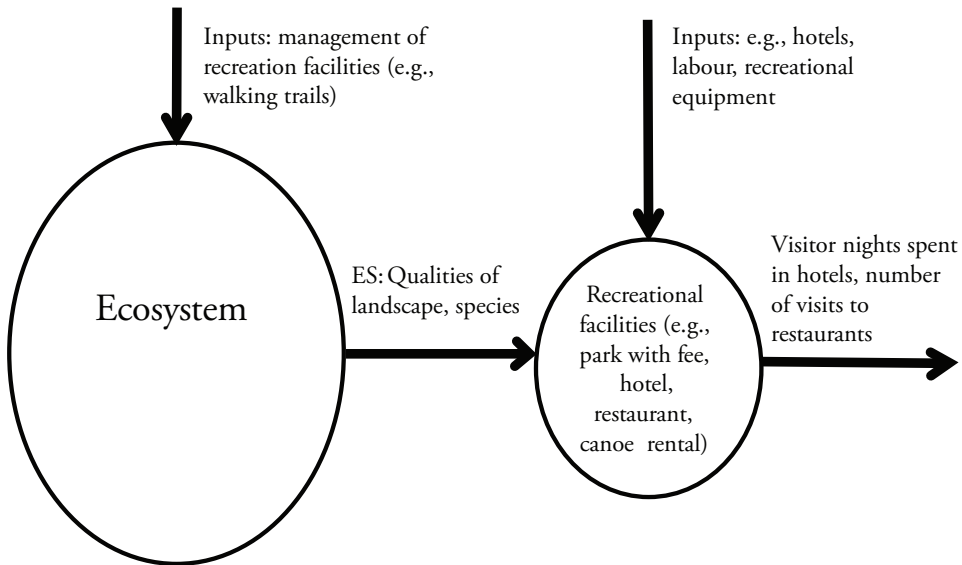 Inputs: management of
recreation facilities (e.g.,
walking trails)
Inputs: e.g., hotels,
labour, recreational
equipment
Ecosystem
ES: Qualities of
landscape, species
Recreational
facilities (e.g.,
park with fee,
hotel,
restaurant,
canoe rental)
Visitor nights spent
in hotels, number
of visits to
restaurants